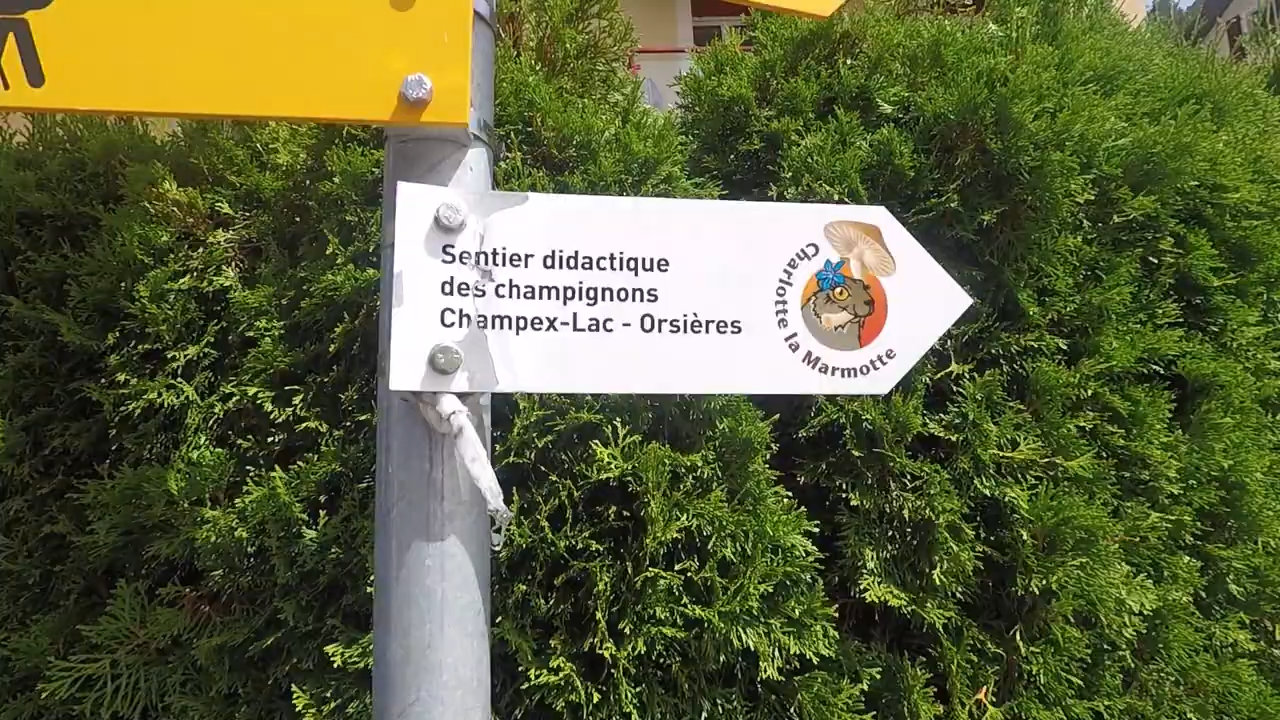 Sentier didactique
des champignons
Champex-Lac - Orsières
Charlotte la Marmotte